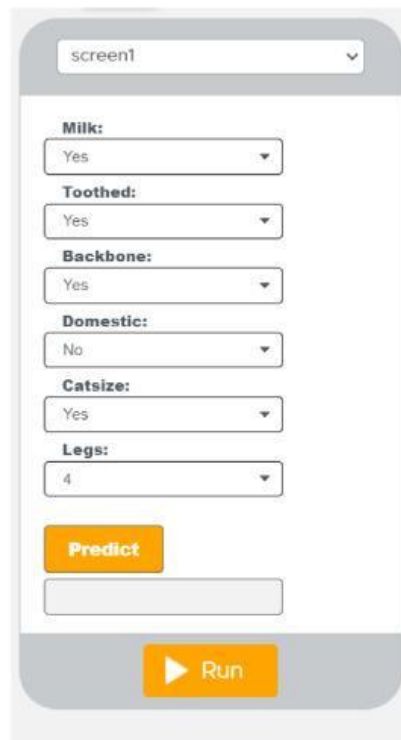 screen1
Milk:
Yes
Toothed:
Yes
Backbone:
Yes
Domestic:
No
Catsize:
Yes
Legs:
4
Predict
Run